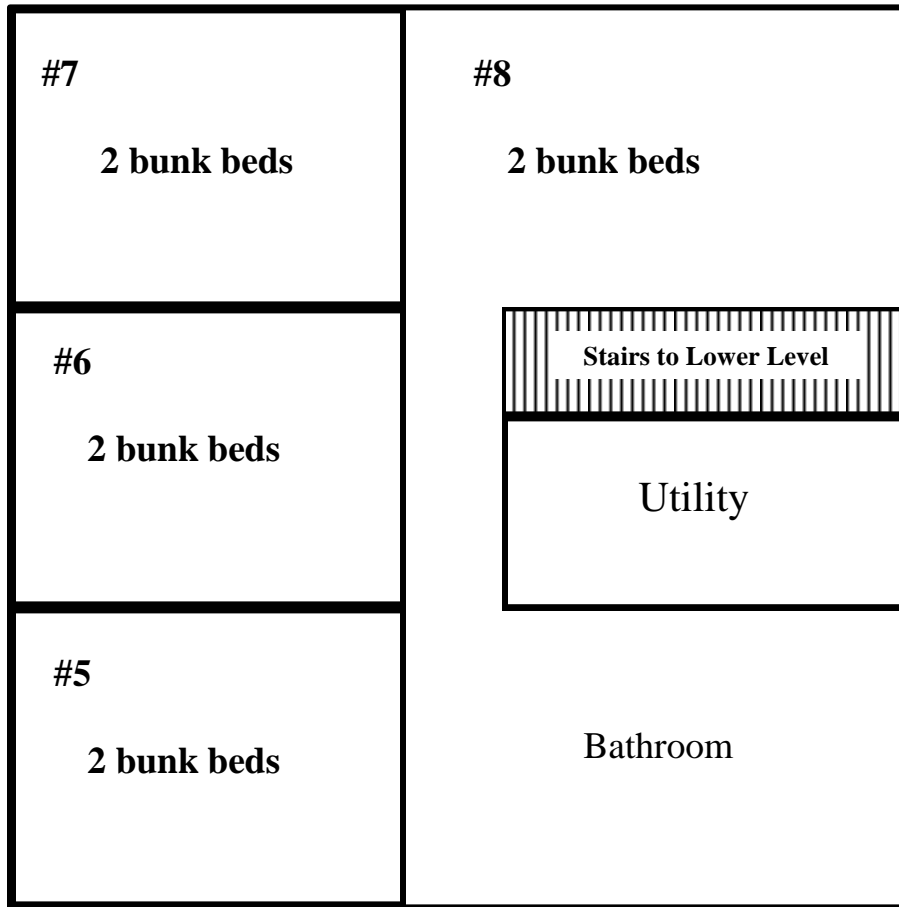 #7
2 bunk beds
#8
2 bunk beds
#6
2 bunk beds
Stairs to Lower Level
Utility
#5
2 bunk beds
Bathroom